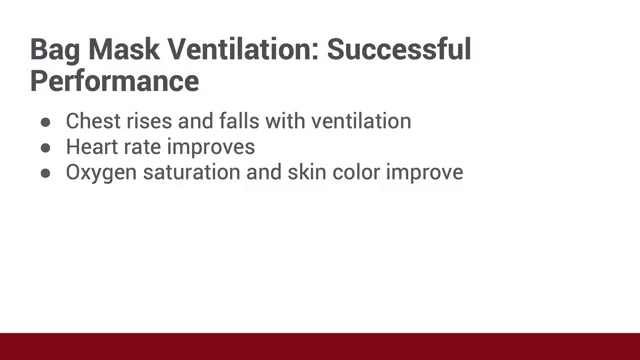 Bag Mask Ventilation: Successful
Performance
● Chest rises and falls with ventilation
● Heart rate improves
● Oxygen saturation and skin color improve